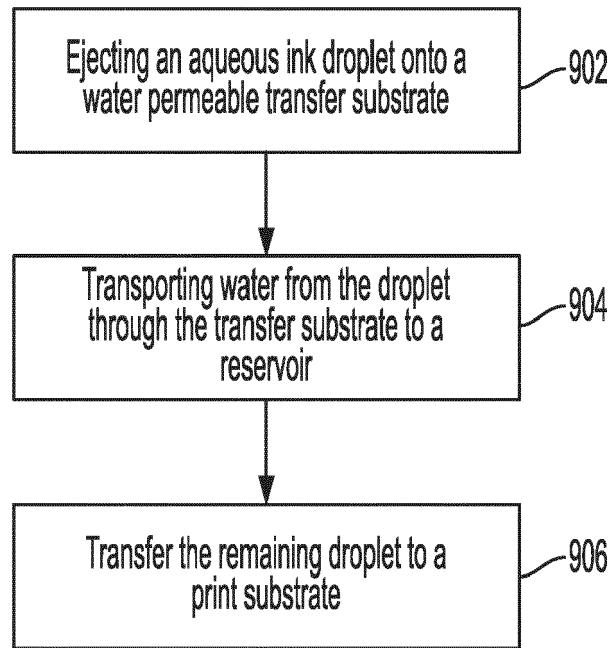 Ejecting an aqueous ink droplet onto a
water permeable transfer substrate
902
Transporting water from the droplet
through the transfer substrate to a
reservoir
904
Transfer the remaining droplet to a
print substrate
906